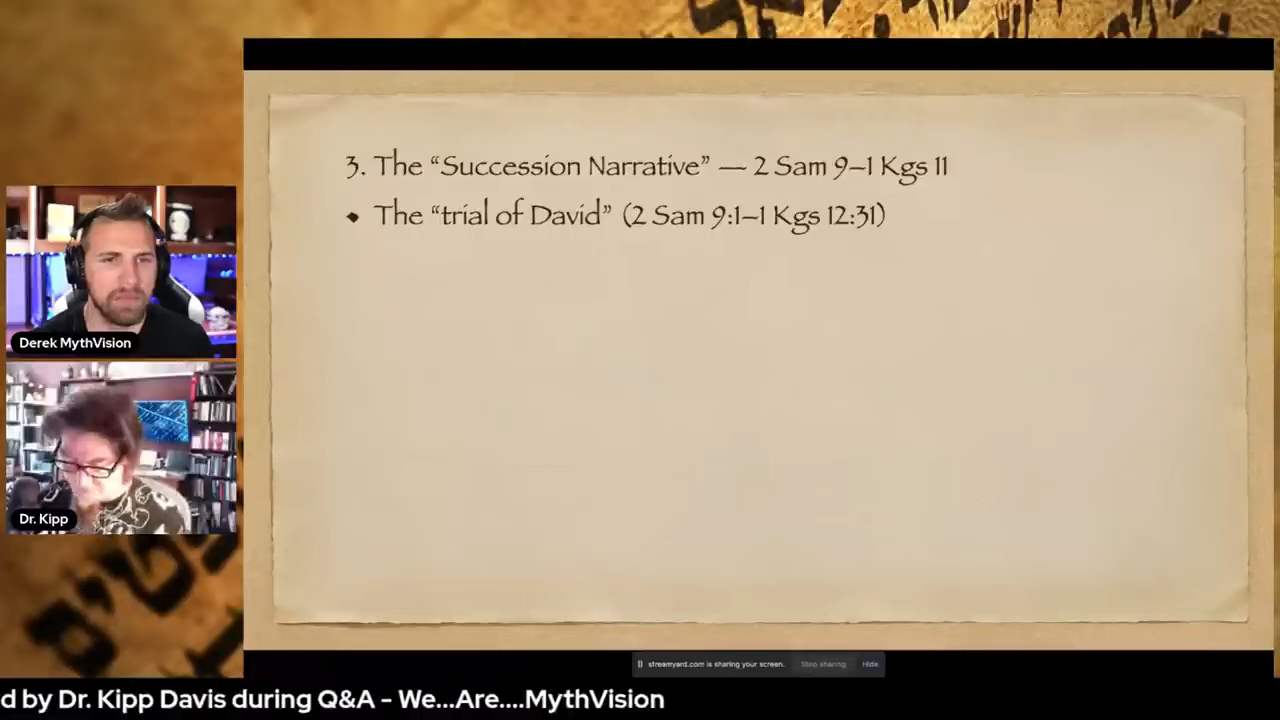 3. The “Succession Narrative” — 2 Sam 9–1 Kgs 11
◆ The “trial of David” (2 Sam 9:1–1 Kgs 12:31)
Derek MythVision
Dr. Kipp
streamyard.com is sharing your screen. Stop sharing Hide
d by Dr. Kipp Davis during Q&A - We...Are....MythVision